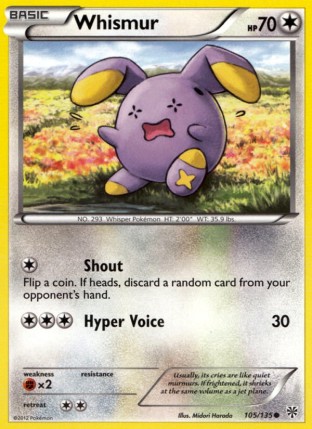 BASIC
Whismur
HP70
NO. 293 Whisper Pokémon. HT: 2'00" WT: 35.9 lbs.
Shout
Flip a coin. If heads, discard a random card from your
opponent's hand.
Hyper Voice 30
weakness resistance
×2
Usually, its cries are like quiet
murmurs. If frightened, it shrieks
at the same volume as a jet plane.
retreat
Illus. Midori Harada 105/135
©2012 Pokémon